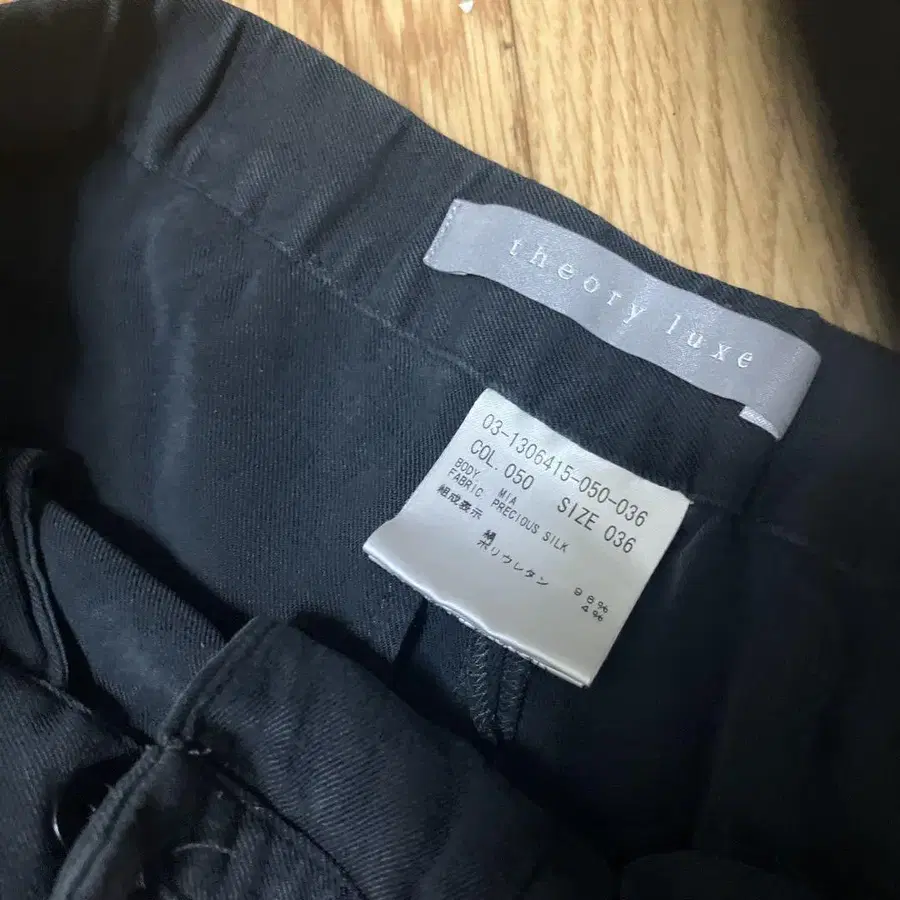 theory luxe
03-1306415-050-036
COL. 050 SIZE 036
BODY MIA
FABRIC PRECIOUS SILK
組成表示 絹 96%
ポリウレタン 4%